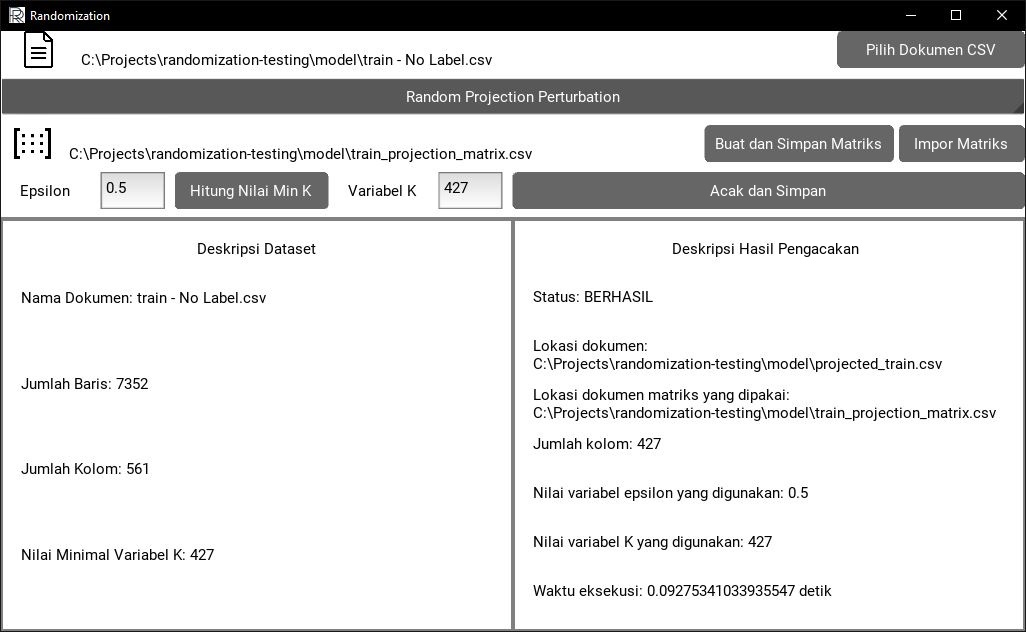 Randomization
C:\Projects\randomization-testing\model\train - No Label.csv
Pilih Dokumen CSV
Random Projection Perturbation
C:\Projects\randomization-testing\model\train_projection_matrix.csv
Buat dan Simpan Matriks
Impor Matriks
Epsilon
0.5
Hitung Nilai Min K
Variabel K
427
Acak dan Simpan
Deskripsi Dataset
Nama Dokumen: train - No Label.csv
Jumlah Baris: 7352
Jumlah Kolom: 561
Nilai Minimal Variabel K: 427
Deskripsi Hasil Pengacakan
Status: BERHASIL
Lokasi dokumen:
C:\Projects\randomization-testing\model\projected_train.csv
Lokasi dokumen matriks yang dipakai:
C:\Projects\randomization-testing\model\train_projection_matrix.csv
Jumlah kolom: 427
Nilai variabel epsilon yang digunakan: 0.5
Nilai variabel K yang digunakan: 427
Waktu eksekusi: 0.09275341033935547 detik